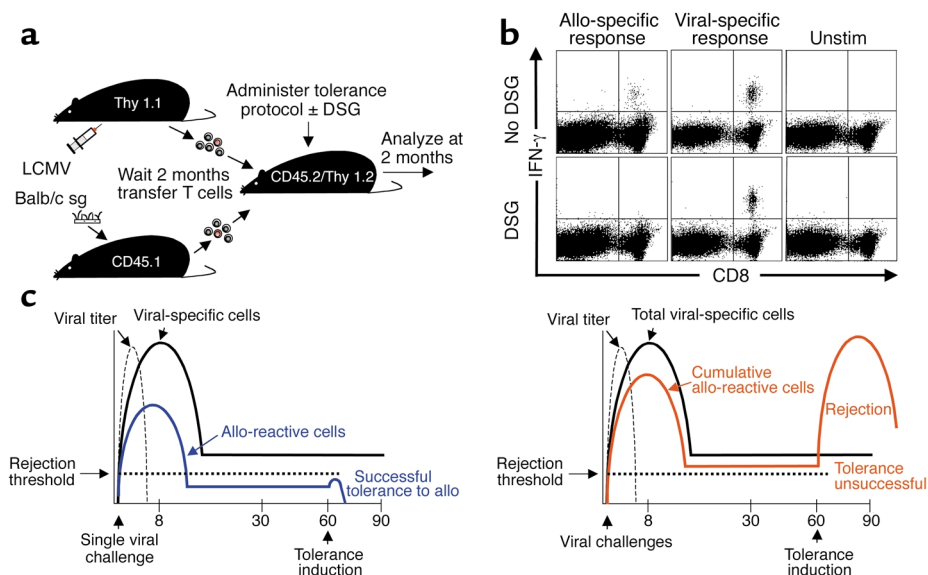 a
Thy 1.1
LCMV
Balb/c sg
CD45.1
Wait 2 months
transfer T cells
Administer tolerance
protocol ± DSG
CD45.2/Thy 1.2
Analyze at
2 months
b
Allo-specific
response
Viral-specific
response
Unstim
No DSG
DSG
IFN-γ
CD8
c
Viral titer
Viral-specific cells
Allo-reactive cells
Rejection
threshold
Successful
tolerance to allo
8
30
60
90
Single viral
challenge
Tolerance
induction
Viral titer
Total viral-specific cells
Cumulative
allo-reactive cells
Rejection
Rejection
threshold
Tolerance
unsuccessful
8
30
60
90
Viral challenges
Tolerance
induction